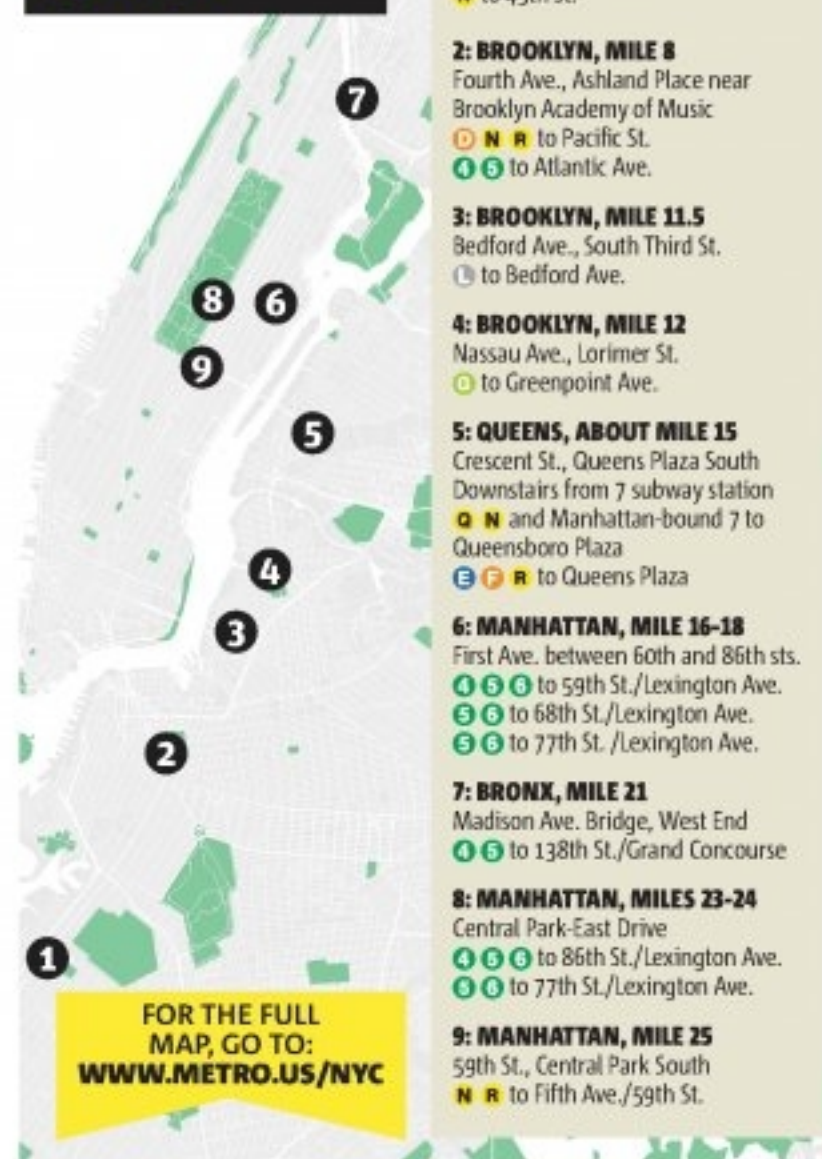 2: BROOKLYN, MILE 8
Fourth Ave., Ashland Place near
Brooklyn Academy of Music
D N R to Pacific St.
4 5 to Atlantic Ave.
3: BROOKLYN, MILE 11.5
Bedford Ave., South Third St.
L to Bedford Ave.
4: BROOKLYN, MILE 12
Nassau Ave., Lorimer St.
G to Greenpoint Ave.
5: QUEENS, ABOUT MILE 15
Crescent St., Queens Plaza South
Downstairs from 7 subway station
Q N and Manhattan-bound 7 to
Queensboro Plaza
E F R to Queens Plaza
6: MANHATTAN, MILE 16-18
First Ave. between 60th and 86th sts.
4 5 6 to 59th St./Lexington Ave.
5 6 to 68th St./Lexington Ave.
5 6 to 77th St. /Lexington Ave.
7: BRONX, MILE 21
Madison Ave. Bridge, West End
4 5 to 138th St./Grand Concourse
8: MANHATTAN, MILES 23-24
Central Park-East Drive
4 5 6 to 86th St./Lexington Ave.
5 6 to 77th St./Lexington Ave.
9: MANHATTAN, MILE 25
59th St., Central Park South
N R to Fifth Ave./59th St.
7
8
6
9
5
4
3
2
1
FOR THE FULL
MAP, GO TO:
WWW.METRO.US/NYC